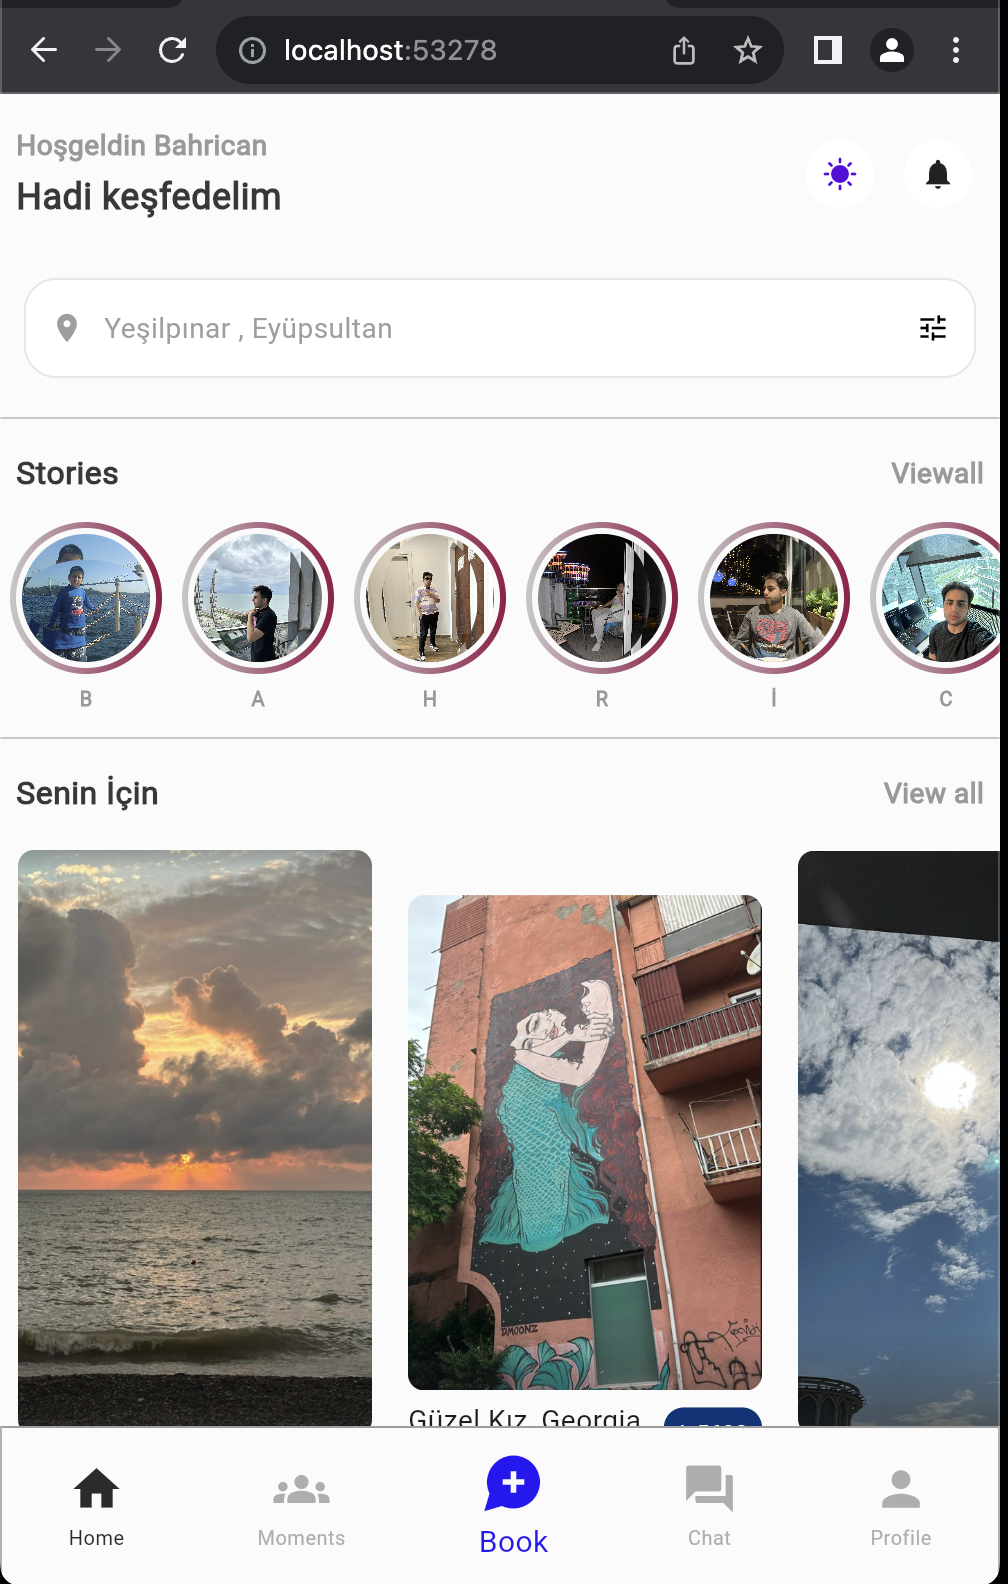 localhost:53278
Hoşgeldin Bahrican
Hadi keşfedelim
Yeşilpınar , Eyüpsultan
Stories
Viewall
B
A
H
R
İ
C
Senin İçin
View all
TAMOONZ
Güzel Kız, Georgia
Home
Moments
Book
Chat
Profile